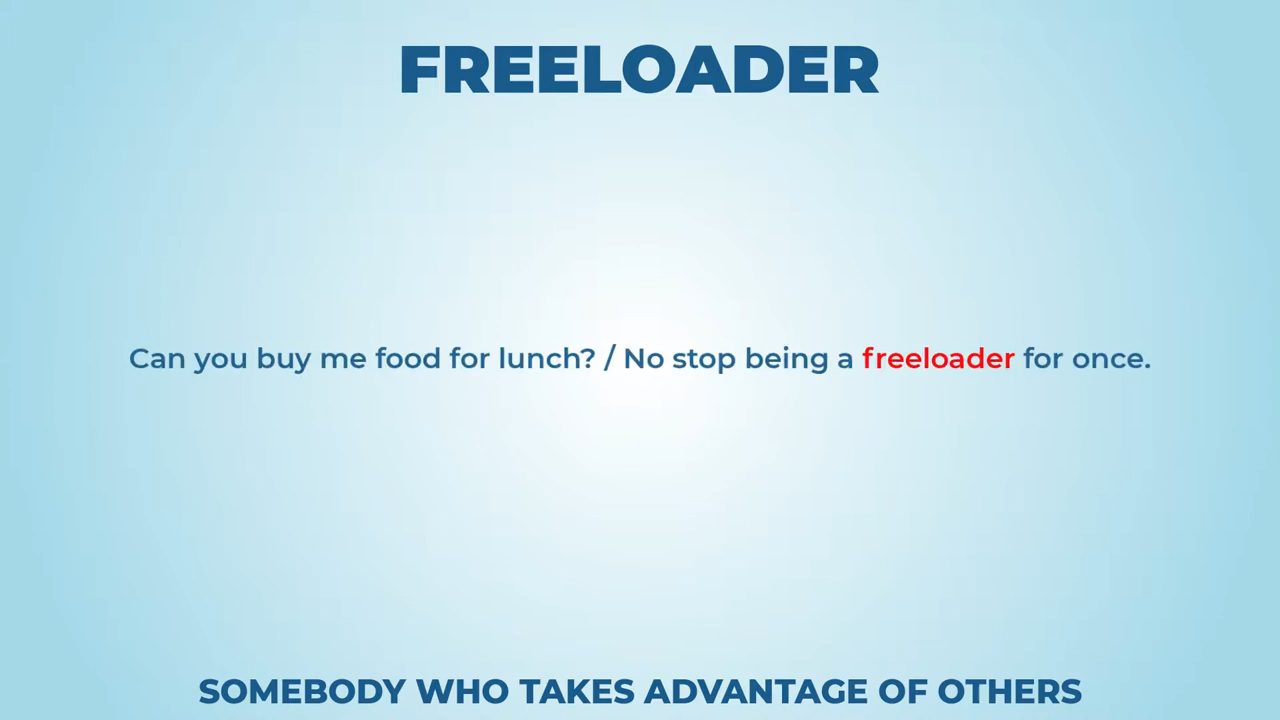 FREELOADER
Can you buy me food for lunch? / No stop being a freeloader for once.
SOMEBODY WHO TAKES ADVANTAGE OF OTHERS